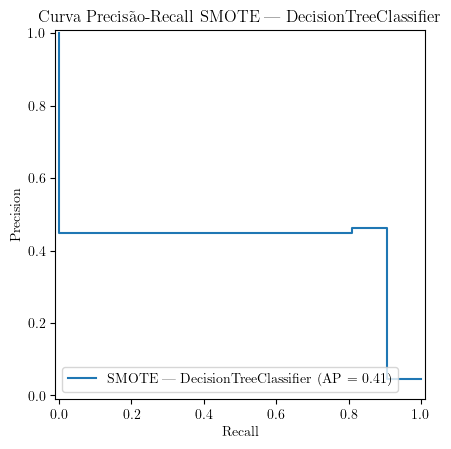 Curva Precisão-Recall SMOTE — DecisionTreeClassifier
1.0
0.8
0.6
0.4
0.2
0.0
Precision
SMOTE — DecisionTreeClassifier (AP = 0.41)
0.0 0.2 0.4 0.6 0.8 1.0
Recall